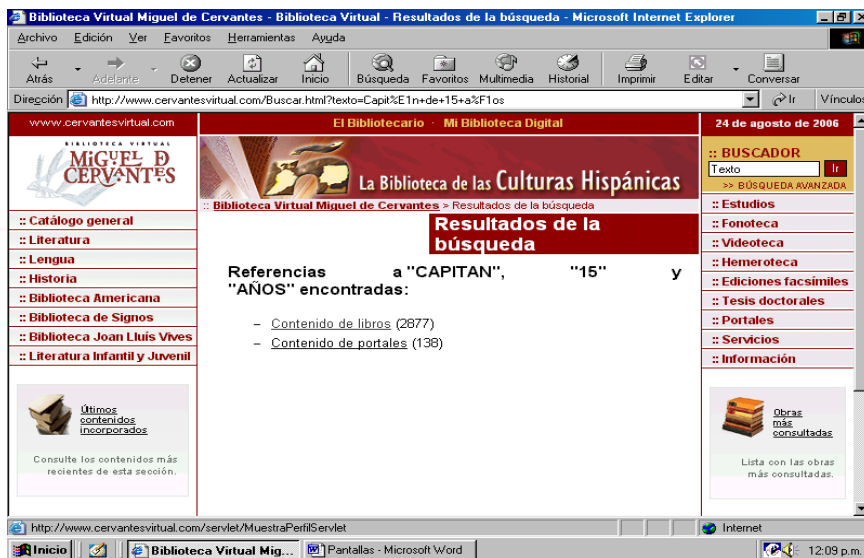 Biblioteca Virtual Miguel de Cervantes - Biblioteca Virtual - Resultados de la búsqueda - Microsoft Internet Explorer
Archivo Edición Ver Favoritos Herramientas Ayuda
Atrás Adelante Detener Actualizar Inicio Búsqueda Favoritos Multimedia Historial Imprimir Editar Conversar
Dirección http://www.cervantesvirtual.com/Buscar.html?texto=Capit%E1n+de+15+a%F1os Ir Vínculos
www.cervantesvirtual.com
BIBLIOTECA VIRTUAL
MIGUEL D
CERVANTES
:: Catálogo general
:: Literatura
:: Lengua
:: Historia
:: Biblioteca Americana
:: Biblioteca de Signos
:: Biblioteca Joan Lluís Vives
:: Literatura Infantil y Juvenil
Últimos
contenidos
incorporados
Consulte los contenidos más
recientes de esta sección.
El Bibliotecario · Mi Biblioteca Digital
La Biblioteca de las Culturas Hispánicas
:: Biblioteca Virtual Miguel de Cervantes > Resultados de la búsqueda
Resultados de la
búsqueda
Referencias a "CAPITAN", "15" y
"AÑOS" encontradas:
– Contenido de libros (2877)
– Contenido de portales (138)
24 de agosto de 2006
:: BUSCADOR
Texto Ir
>> BÚSQUEDA AVANZADA
:: Estudios
:: Fonoteca
:: Videoteca
:: Hemeroteca
:: Ediciones facsímiles
:: Tesis doctorales
:: Portales
:: Servicios
:: Información
Obras
más
consultadas
Lista con las obras
más consultadas.
http://www.cervantesvirtual.com/servlet/MuestraPerfilServlet Internet
Inicio Biblioteca Virtual Mig... Pantallas - Microsoft Word 12:09 p.m.